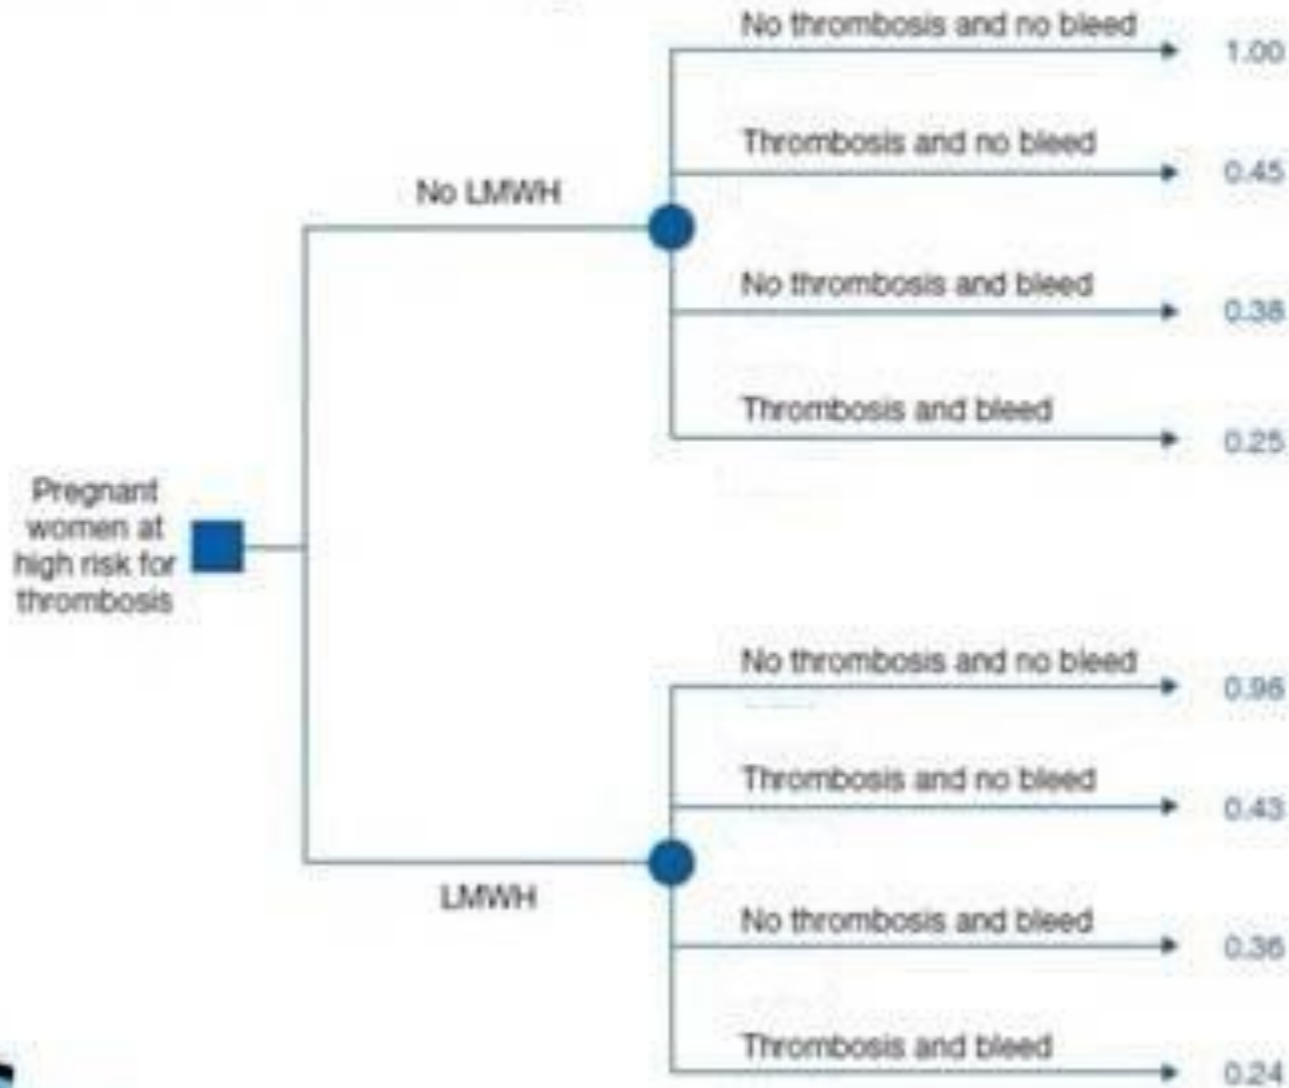 No thrombosis and no bleed
1.00
Thrombosis and no bleed
0.45
No LMWH
No thrombosis and bleed
0.38
Thrombosis and bleed
0.25
Pregnant
women at
high risk for
thrombosis
No thrombosis and no bleed
0.96
Thrombosis and no bleed
0.43
LMWH
No thrombosis and bleed
0.36
Thrombosis and bleed
0.24